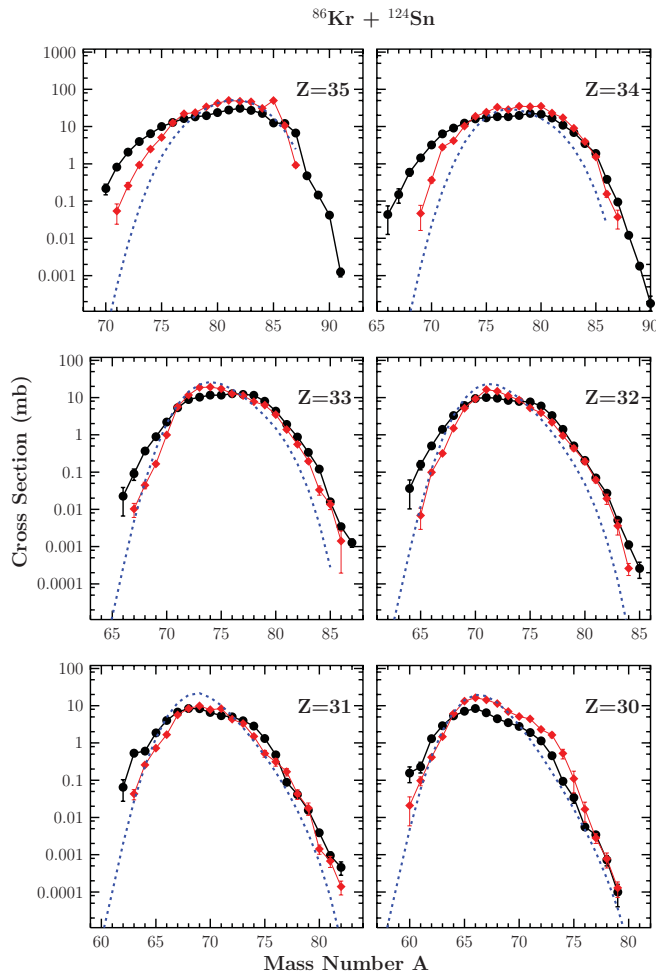 ⁸⁶Kr + ¹²⁴Sn
1000
100
10
1
0.1
0.01
0.001
Z=35
Z=34
70 75 80 85 90
65 70 75 80 85 90
100
10
1
0.1
0.01
0.001
0.0001
Z=33
Z=32
65 70 75 80 85
65 70 75 80 85
Cross Section (mb)
100
10
1
0.1
0.01
0.001
0.0001
Z=31
Z=30
60 65 70 75 80
60 65 70 75 80
Mass Number A